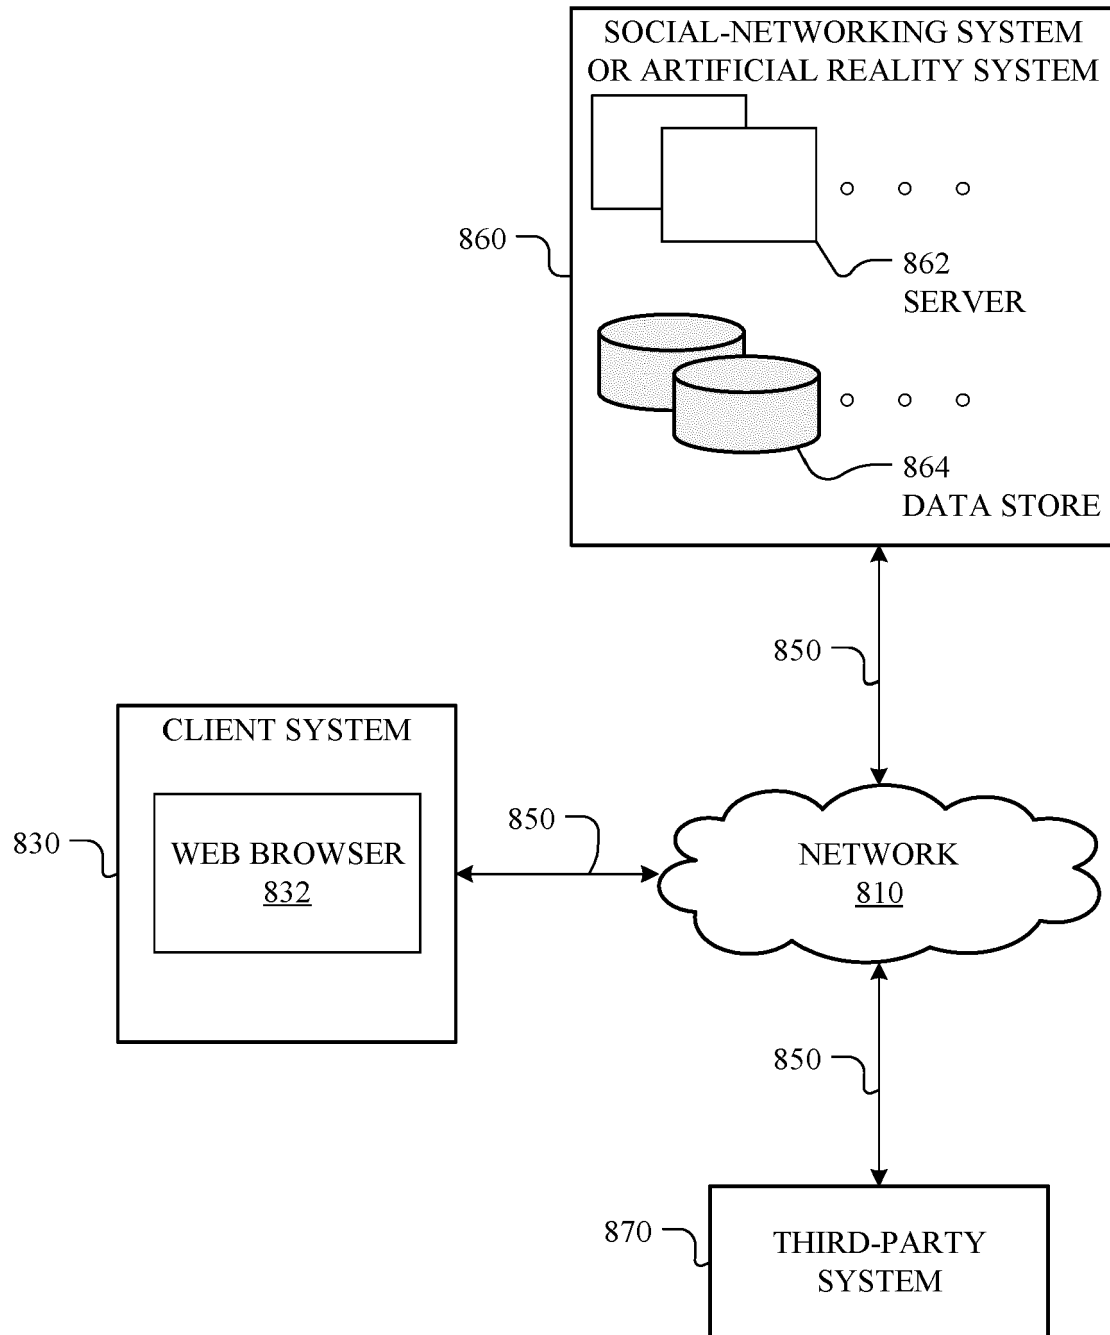 SOCIAL-NETWORKING SYSTEM
OR ARTIFICIAL REALITY SYSTEM
860
862
SERVER
864
DATA STORE
850
CLIENT SYSTEM
830
WEB BROWSER
832
850
NETWORK
810
850
870
THIRD-PARTY
SYSTEM